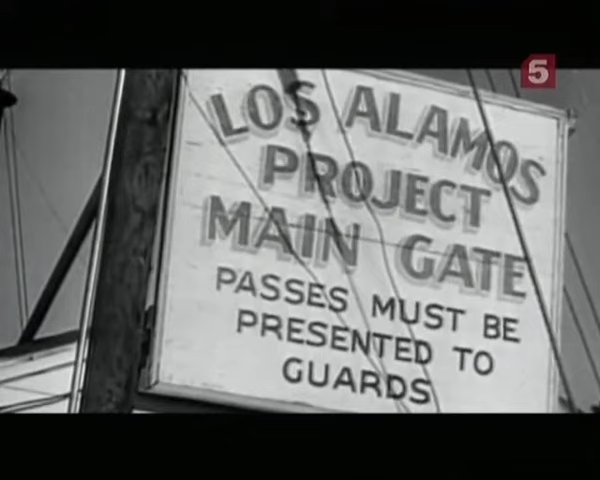 5
LOS ALAMOS
PROJECT
MAIN GATE
PASSES MUST BE
PRESENTED TO
GUARDS